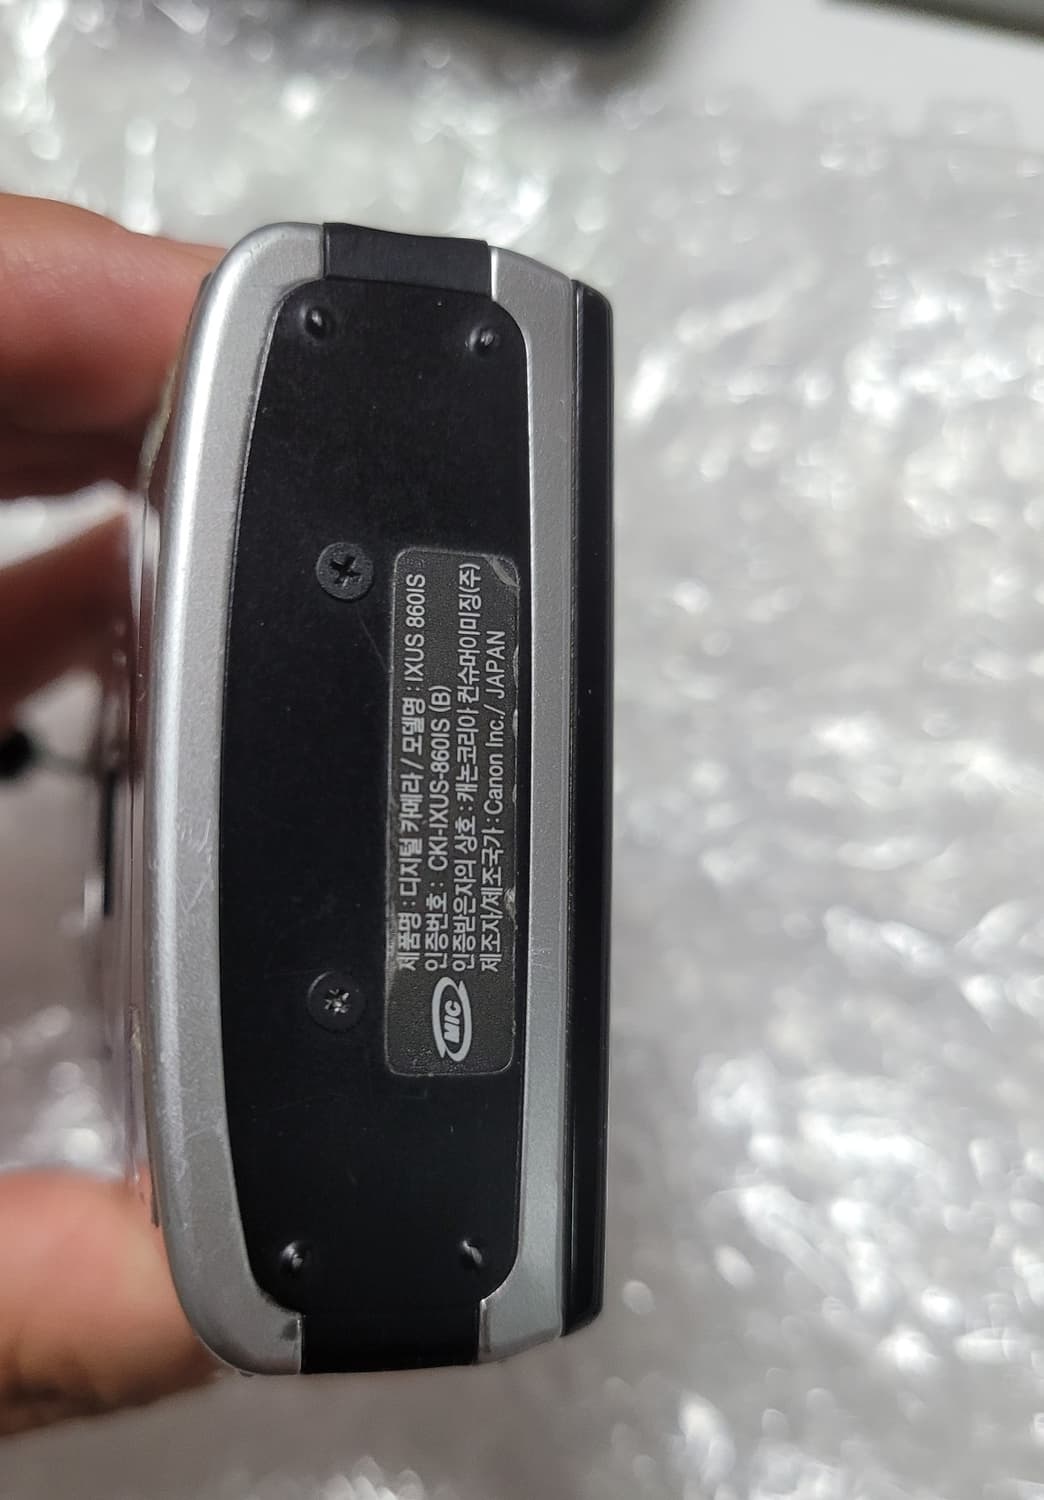 제품명 : 디지털 카메라 / 모델명 : IXUS 860IS
인증번호 : CKI-IXUS-860IS (B)
인증받은자의 상호 : 캐논코리아 컨슈머이미징(주)
제조자/제조국가 : Canon Inc./ JAPAN
MIC